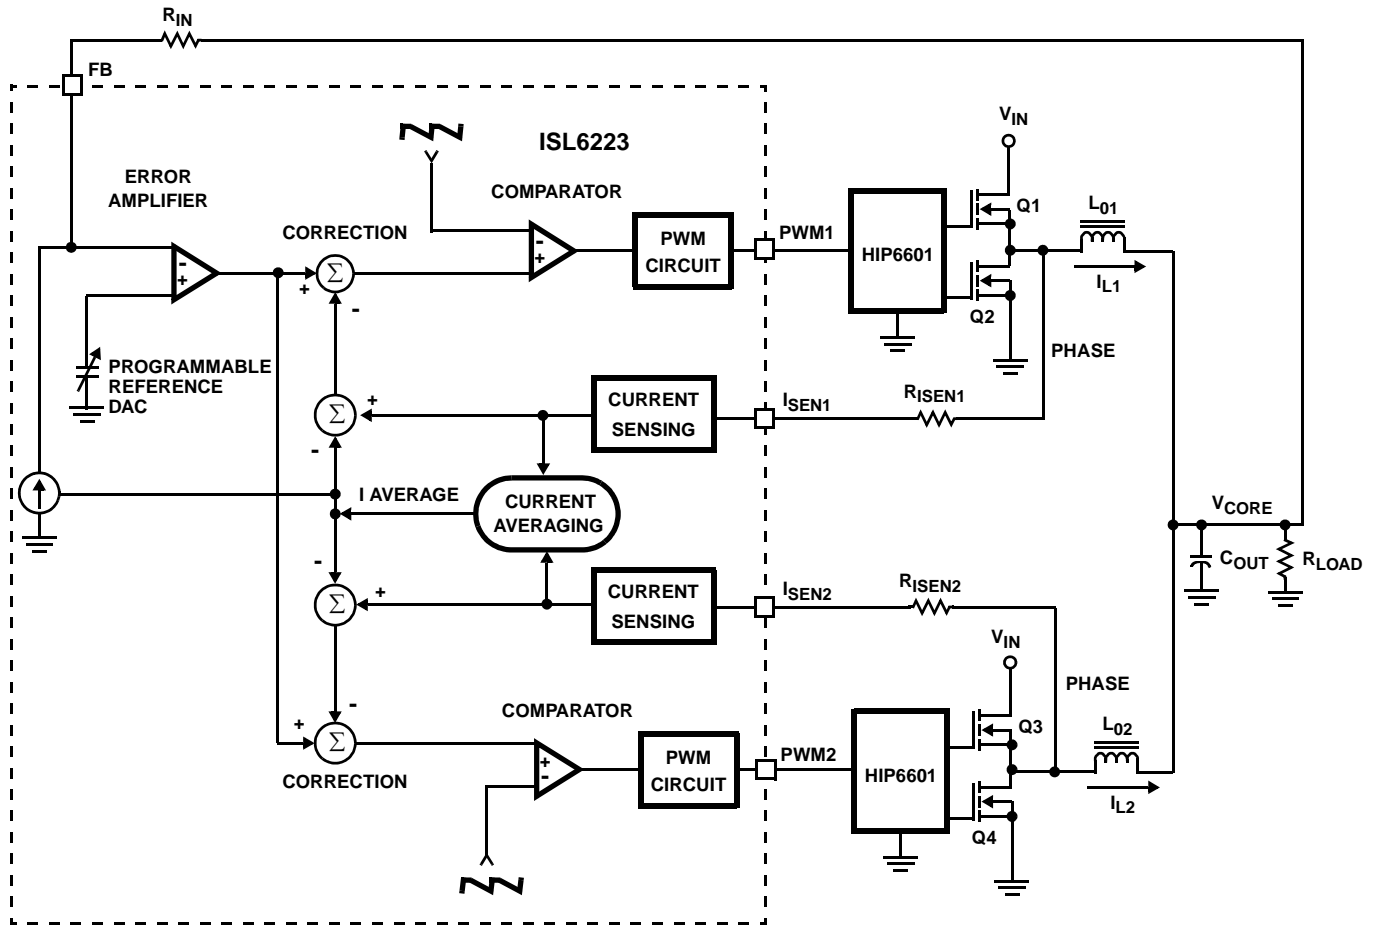 RIN
FB
ISL6223
VIN
ERROR
AMPLIFIER
COMPARATOR
CORRECTION
-
+
+
Σ
-
-
+
PWM
CIRCUIT
PWM1
HIP6601
Q1
Q2
L01
IL1
PHASE
PROGRAMMABLE
REFERENCE
DAC
Σ
+
-
CURRENT
SENSING
ISEN1
RISEN1
I AVERAGE
CURRENT
AVERAGING
VCORE
COUT
RLOAD
-
Σ
+
CURRENT
SENSING
ISEN2
RISEN2
VIN
PHASE
-
+
Σ
CORRECTION
COMPARATOR
+
-
PWM
CIRCUIT
PWM2
HIP6601
Q3
Q4
L02
IL2